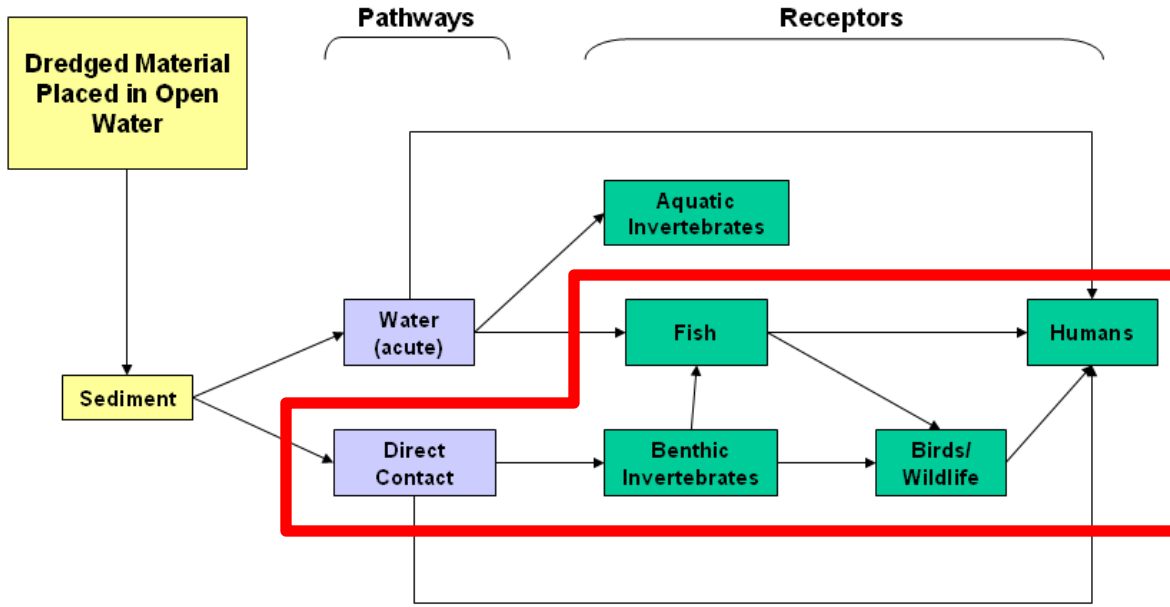 Pathways
Receptors
Dredged Material
Placed in Open
Water
Aquatic
Invertebrates
Water
(acute)
Fish
Humans
Sediment
Direct
Contact
Benthic
Invertebrates
Birds/
Wildlife